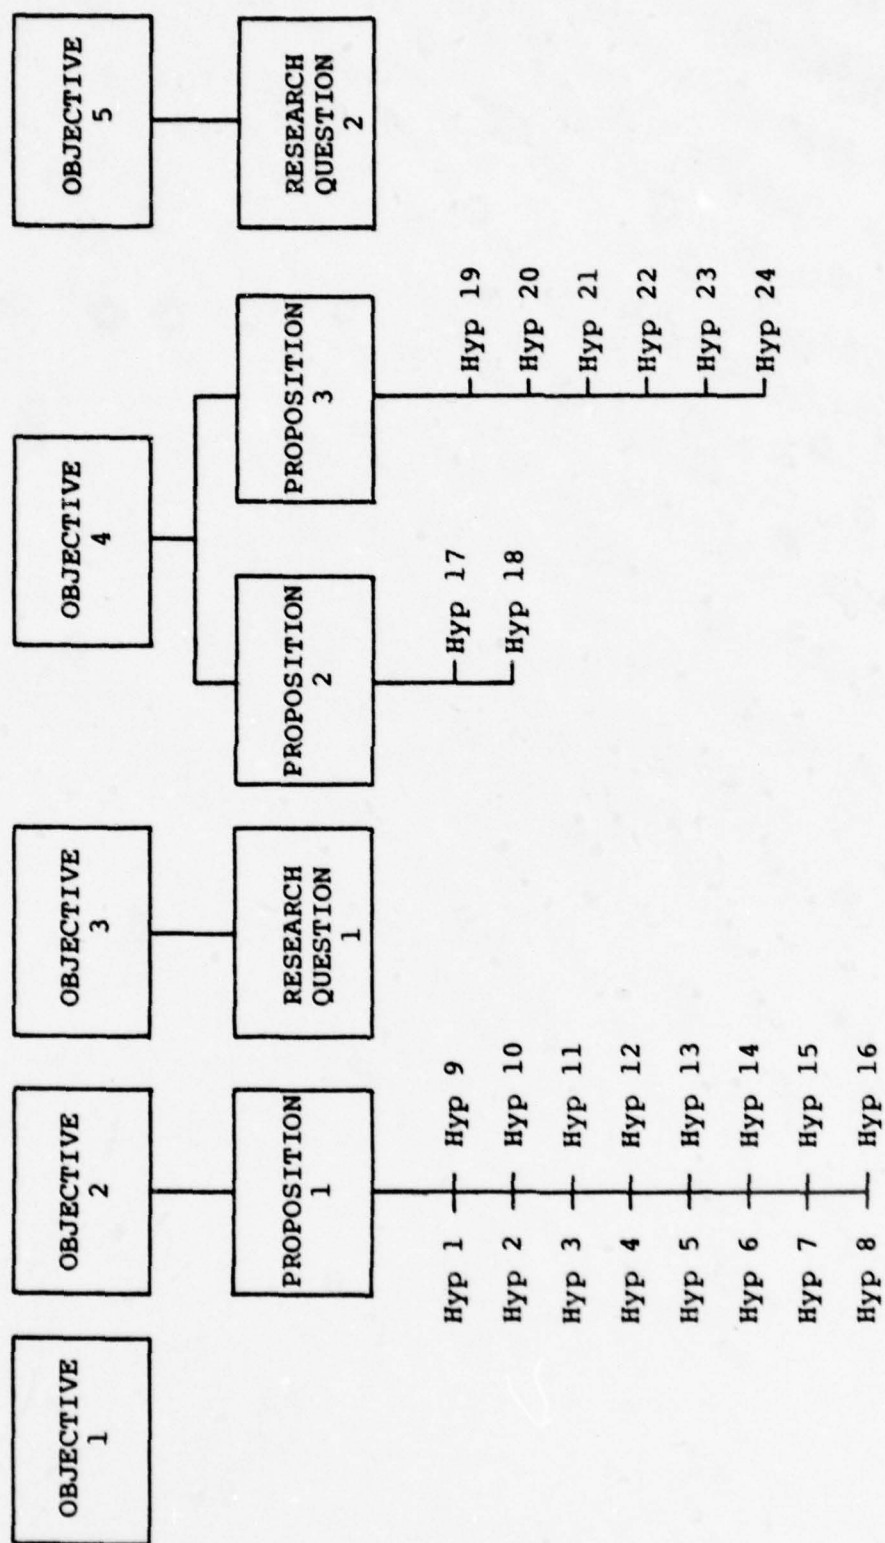 OBJECTIVE
1
OBJECTIVE
2
OBJECTIVE
3
OBJECTIVE
4
OBJECTIVE
5
PROPOSITION
1
RESEARCH
QUESTION
1
PROPOSITION
2
PROPOSITION
3
RESEARCH
QUESTION
2
Hyp 1 Hyp 9
Hyp 2 Hyp 10
Hyp 3 Hyp 11
Hyp 4 Hyp 12
Hyp 5 Hyp 13
Hyp 6 Hyp 14
Hyp 7 Hyp 15
Hyp 8 Hyp 16
Hyp 17
Hyp 18
Hyp 19
Hyp 20
Hyp 21
Hyp 22
Hyp 23
Hyp 24